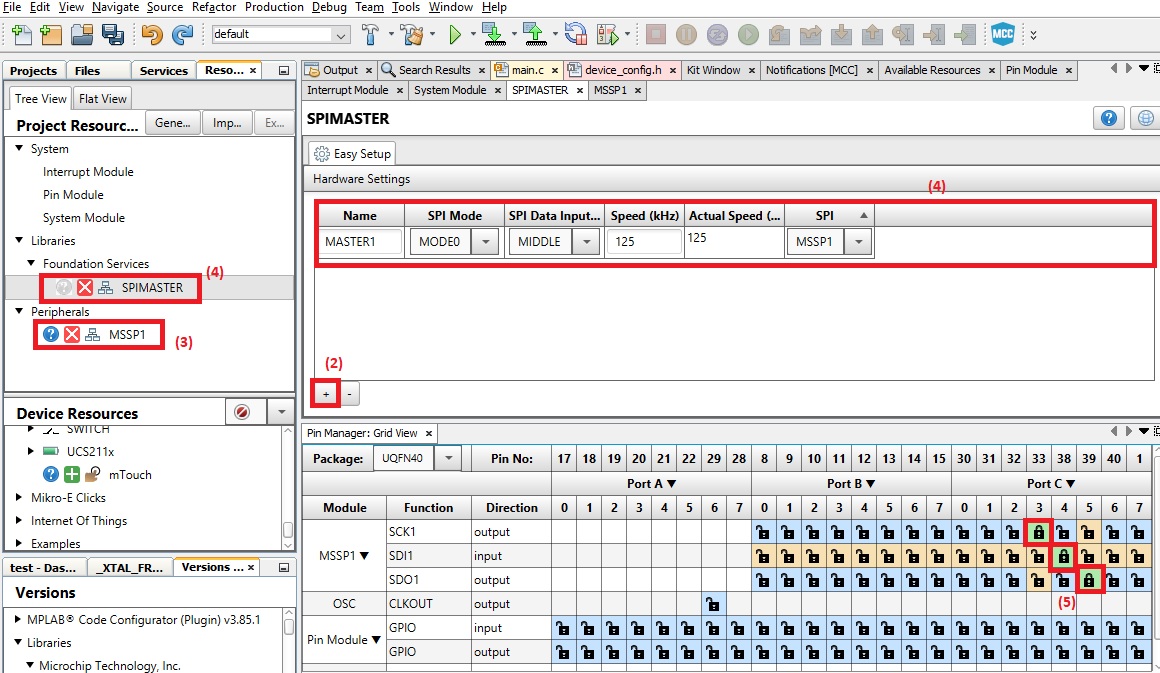 File Edit View Navigate Source Refactor Production Debug Team Tools Window Help
default
MCC
Projects Files Services Reso...
Output Search Results main.c device_config.h Kit Window Notifications [MCC] Available Resources Pin Module
Interrupt Module System Module SPIMASTER MSSP1
Tree View Flat View
Project Resourc... Gene... Imp... Ex...
System
Interrupt Module
Pin Module
System Module
Libraries
Foundation Services
SPIMASTER
(4)
Peripherals
MSSP1
(3)
SPIMASTER
Easy Setup
Hardware Settings
(4)
Name SPI Mode SPI Data Input... Speed (kHz) Actual Speed (... SPI
MASTER1 MODE0 MIDDLE 125 125 MSSP1
(2)
+ -
Device Resources
SWITCH
UCS211x
mTouch
Mikro-E Clicks
Internet Of Things
Examples
test - Das... _XTAL_FR... Versions ...
Versions
MPLAB® Code Configurator (Plugin) v3.85.1
Libraries
Microchip Technology, Inc.
Pin Manager: Grid View
Package: UQFN40 Pin No: 17 18 19 20 21 22 29 28 8 9 10 11 12 13 14 15 30 31 32 33 38 39 40 1
Port A ▼ Port B ▼ Port C ▼
Module Function Direction 0 1 2 3 4 5 6 7 0 1 2 3 4 5 6 7 0 1 2 3 4 5 6 7
SCK1 output
MSSP1 ▼ SDI1 input
SDO1 output
(5)
OSC CLKOUT output
Pin Module ▼ GPIO input
GPIO output